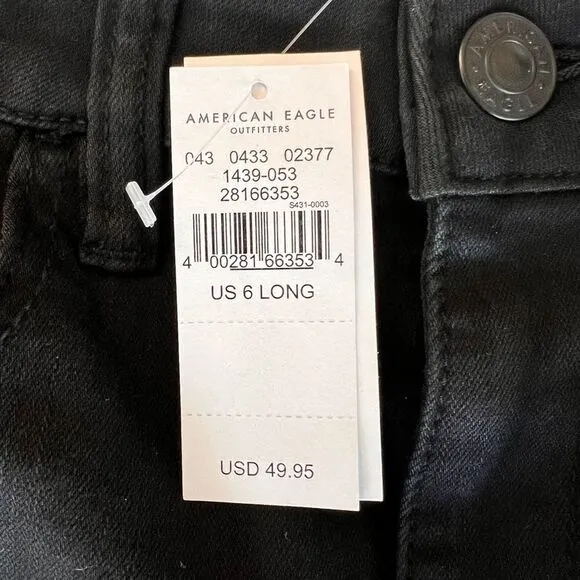 AMERICAN EAGLE
OUTFITTERS
043 0433 02377
1439-053
28166353
S431-0003
4 00281 66353 4
US 6 LONG
USD 49.95
AMERICAN
EAGLE